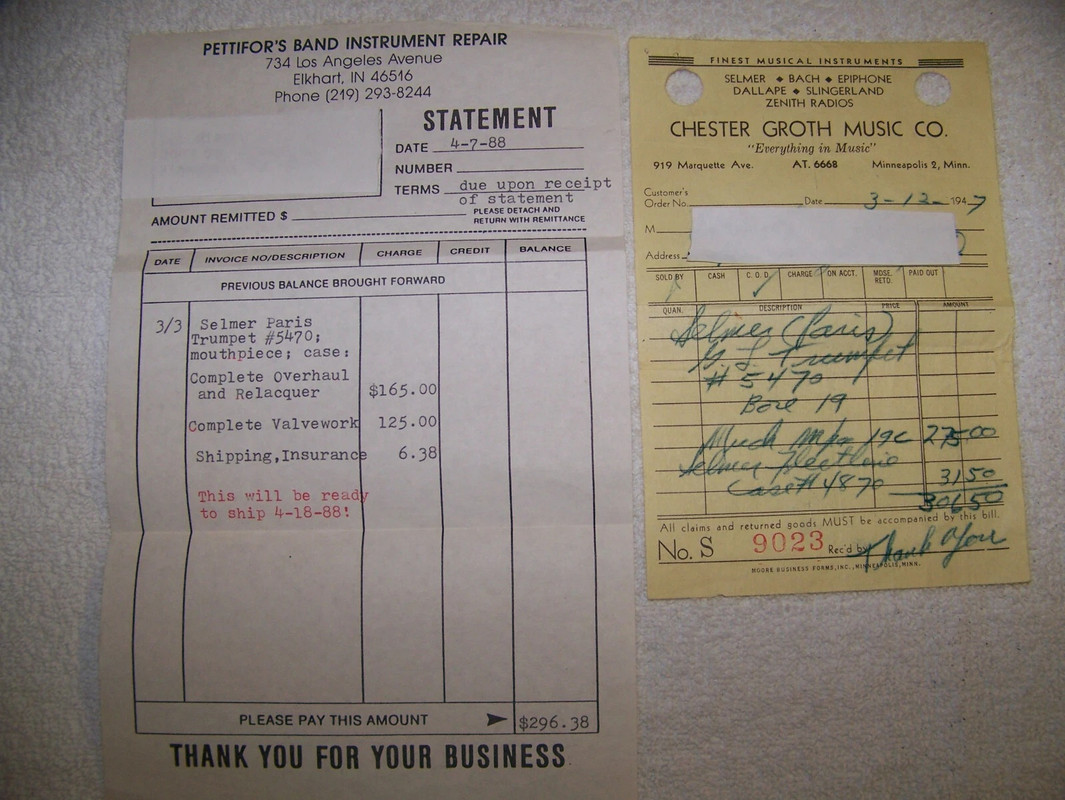 PETTIFOR'S BAND INSTRUMENT REPAIR
734 Los Angeles Avenue
Elkhart, IN 46516
Phone (219) 293-8244
STATEMENT
DATE 4-7-88
NUMBER
TERMS due upon receipt
of statement
AMOUNT REMITTED $
PLEASE DETACH AND
RETURN WITH REMITTANCE
DATE INVOICE NO/DESCRIPTION CHARGE CREDIT BALANCE
PREVIOUS BALANCE BROUGHT FORWARD
3/3 Selmer Paris
Trumpet #5470;
mouthpiece; case:
Complete Overhaul
and Relacquer $165.00
Complete Valvework 125.00
Shipping,Insurance 6.38
This will be ready
to ship 4-18-88!
PLEASE PAY THIS AMOUNT $296.38
THANK YOU FOR YOUR BUSINESS
FINEST MUSICAL INSTRUMENTS
SELMER ◆ BACH ◆ EPIPHONE
DALLAPE ◆ SLINGERLAND
ZENITH RADIOS
CHESTER GROTH MUSIC CO.
"Everything in Music"
919 Marquette Ave. AT. 6668 Minneapolis 2, Minn.
Customer's
Order No. Date 3-12- 1947
M
Address
SOLD BY CASH C. O. D. CHARGE ON ACCT. MDSE. RETD. PAID OUT
QUAN. DESCRIPTION PRICE AMOUNT
Selmer (Paris)
Trumpet
# 5470
Bore 19
19C 275 00
Selmer
Case # 4870 31 50
306 50
All claims and returned goods MUST be accompanied by this bill.
No. S 9023 Rec'd by Thank You
MOORE BUSINESS FORMS, INC., MINNEAPOLIS, MINN.